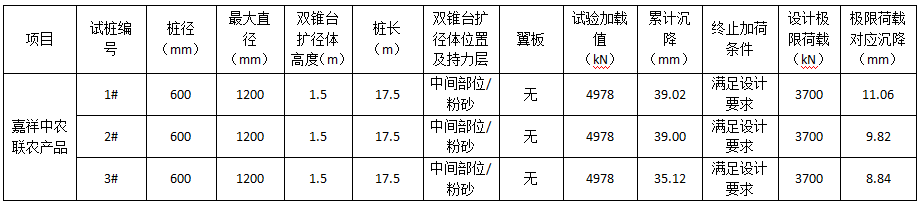 项目 试桩编号 桩径（mm） 最大直径（mm） 双锥台扩径体高度（m） 桩长（m） 双锥台扩径体位置及持力层 翼板 试验加载值（kN） 累计沉降（mm） 终止加荷条件 设计极限荷载（kN） 极限荷载对应沉降（mm）
嘉祥中农联农产品 1# 600 1200 1.5 17.5 中间部位/粉砂 无 4978 39.02 满足设计要求 3700 11.06
2# 600 1200 1.5 17.5 中间部位/粉砂 无 4978 39.00 满足设计要求 3700 9.82
3# 600 1200 1.5 17.5 中间部位/粉砂 无 4978 35.12 满足设计要求 3700 8.84